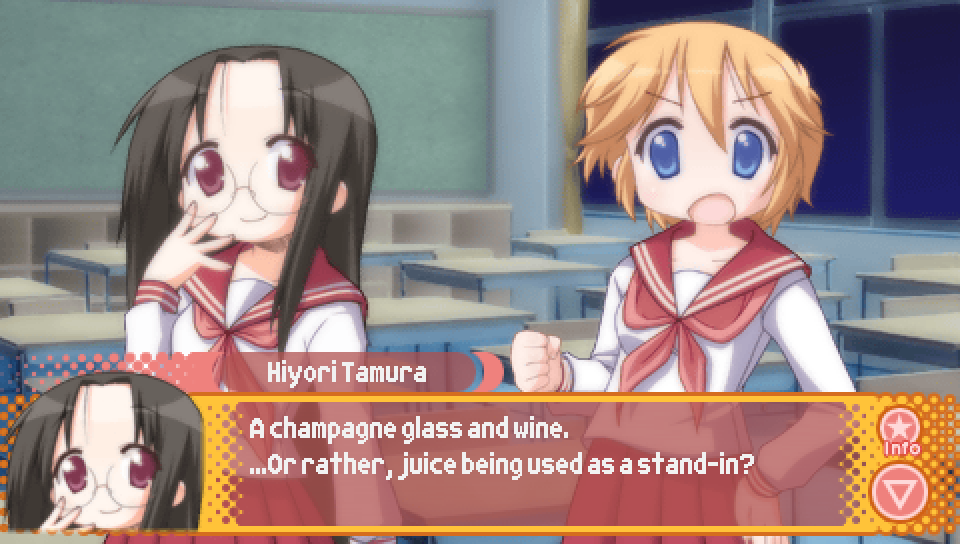 Hiyori Tamura
A champagne glass and wine.
...Or rather, juice being used as a stand-in?
Info